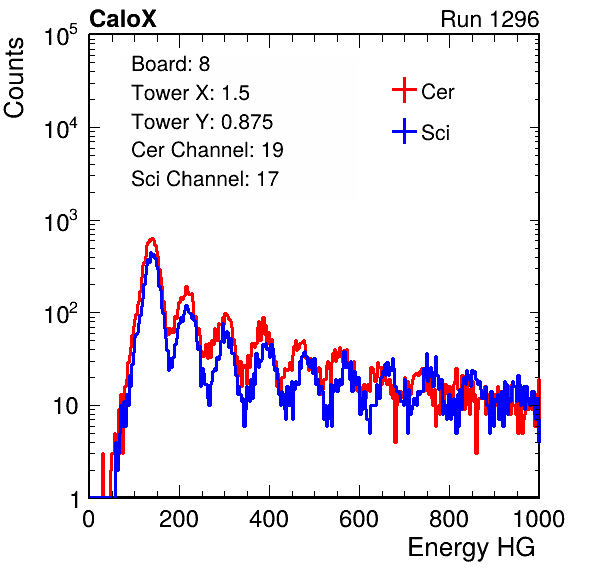 CaloX Run 1296
Counts
10^5
10^4
10^3
10^2
10
1
Board: 8
Tower X: 1.5
Tower Y: 0.875
Cer Channel: 19
Sci Channel: 17
Cer
Sci
0 200 400 600 800 1000
Energy HG